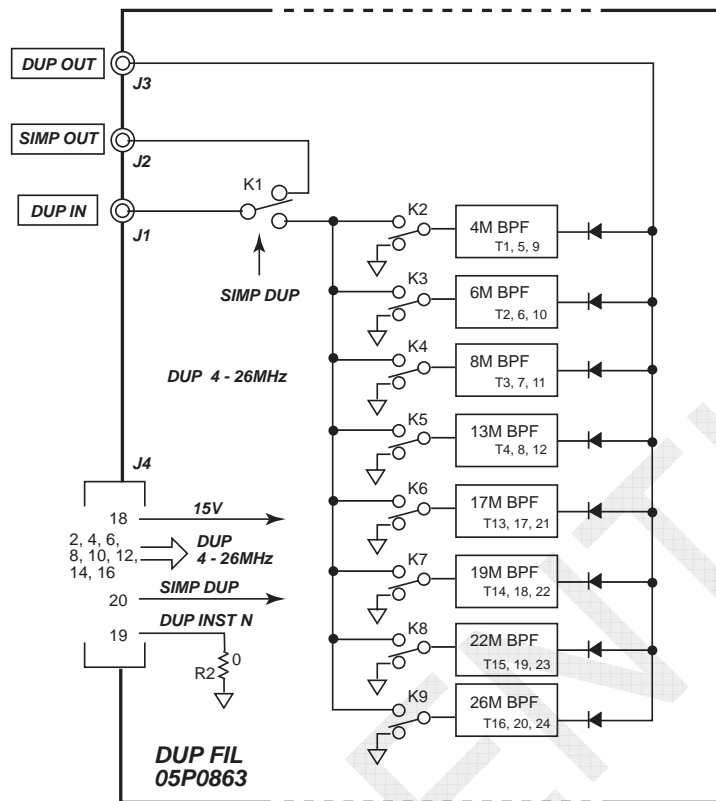 DUP OUT
J3
SIMP OUT
J2
DUP IN
J1
K1
SIMP DUP
DUP 4 - 26MHz
K2
4M BPF
T1, 5, 9
K3
6M BPF
T2, 6, 10
K4
8M BPF
T3, 7, 11
K5
13M BPF
T4, 8, 12
K6
17M BPF
T13, 17, 21
K7
19M BPF
T14, 18, 22
K8
22M BPF
T15, 19, 23
K9
26M BPF
T16, 20, 24
J4
18
15V
2, 4, 6,
8, 10, 12,
14, 16
DUP
4 - 26MHz
20
SIMP DUP
19
DUP INST N
R2
0
DUP FIL
05P0863